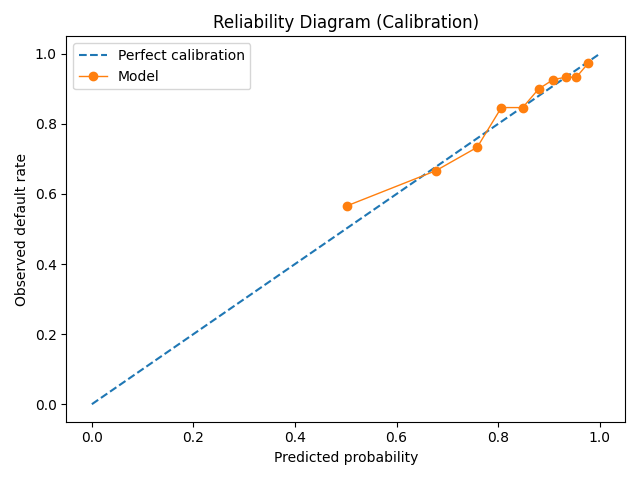 Reliability Diagram (Calibration)
Perfect calibration
Model
Observed default rate
1.0
0.8
0.6
0.4
0.2
0.0
0.0 0.2 0.4 0.6 0.8 1.0
Predicted probability